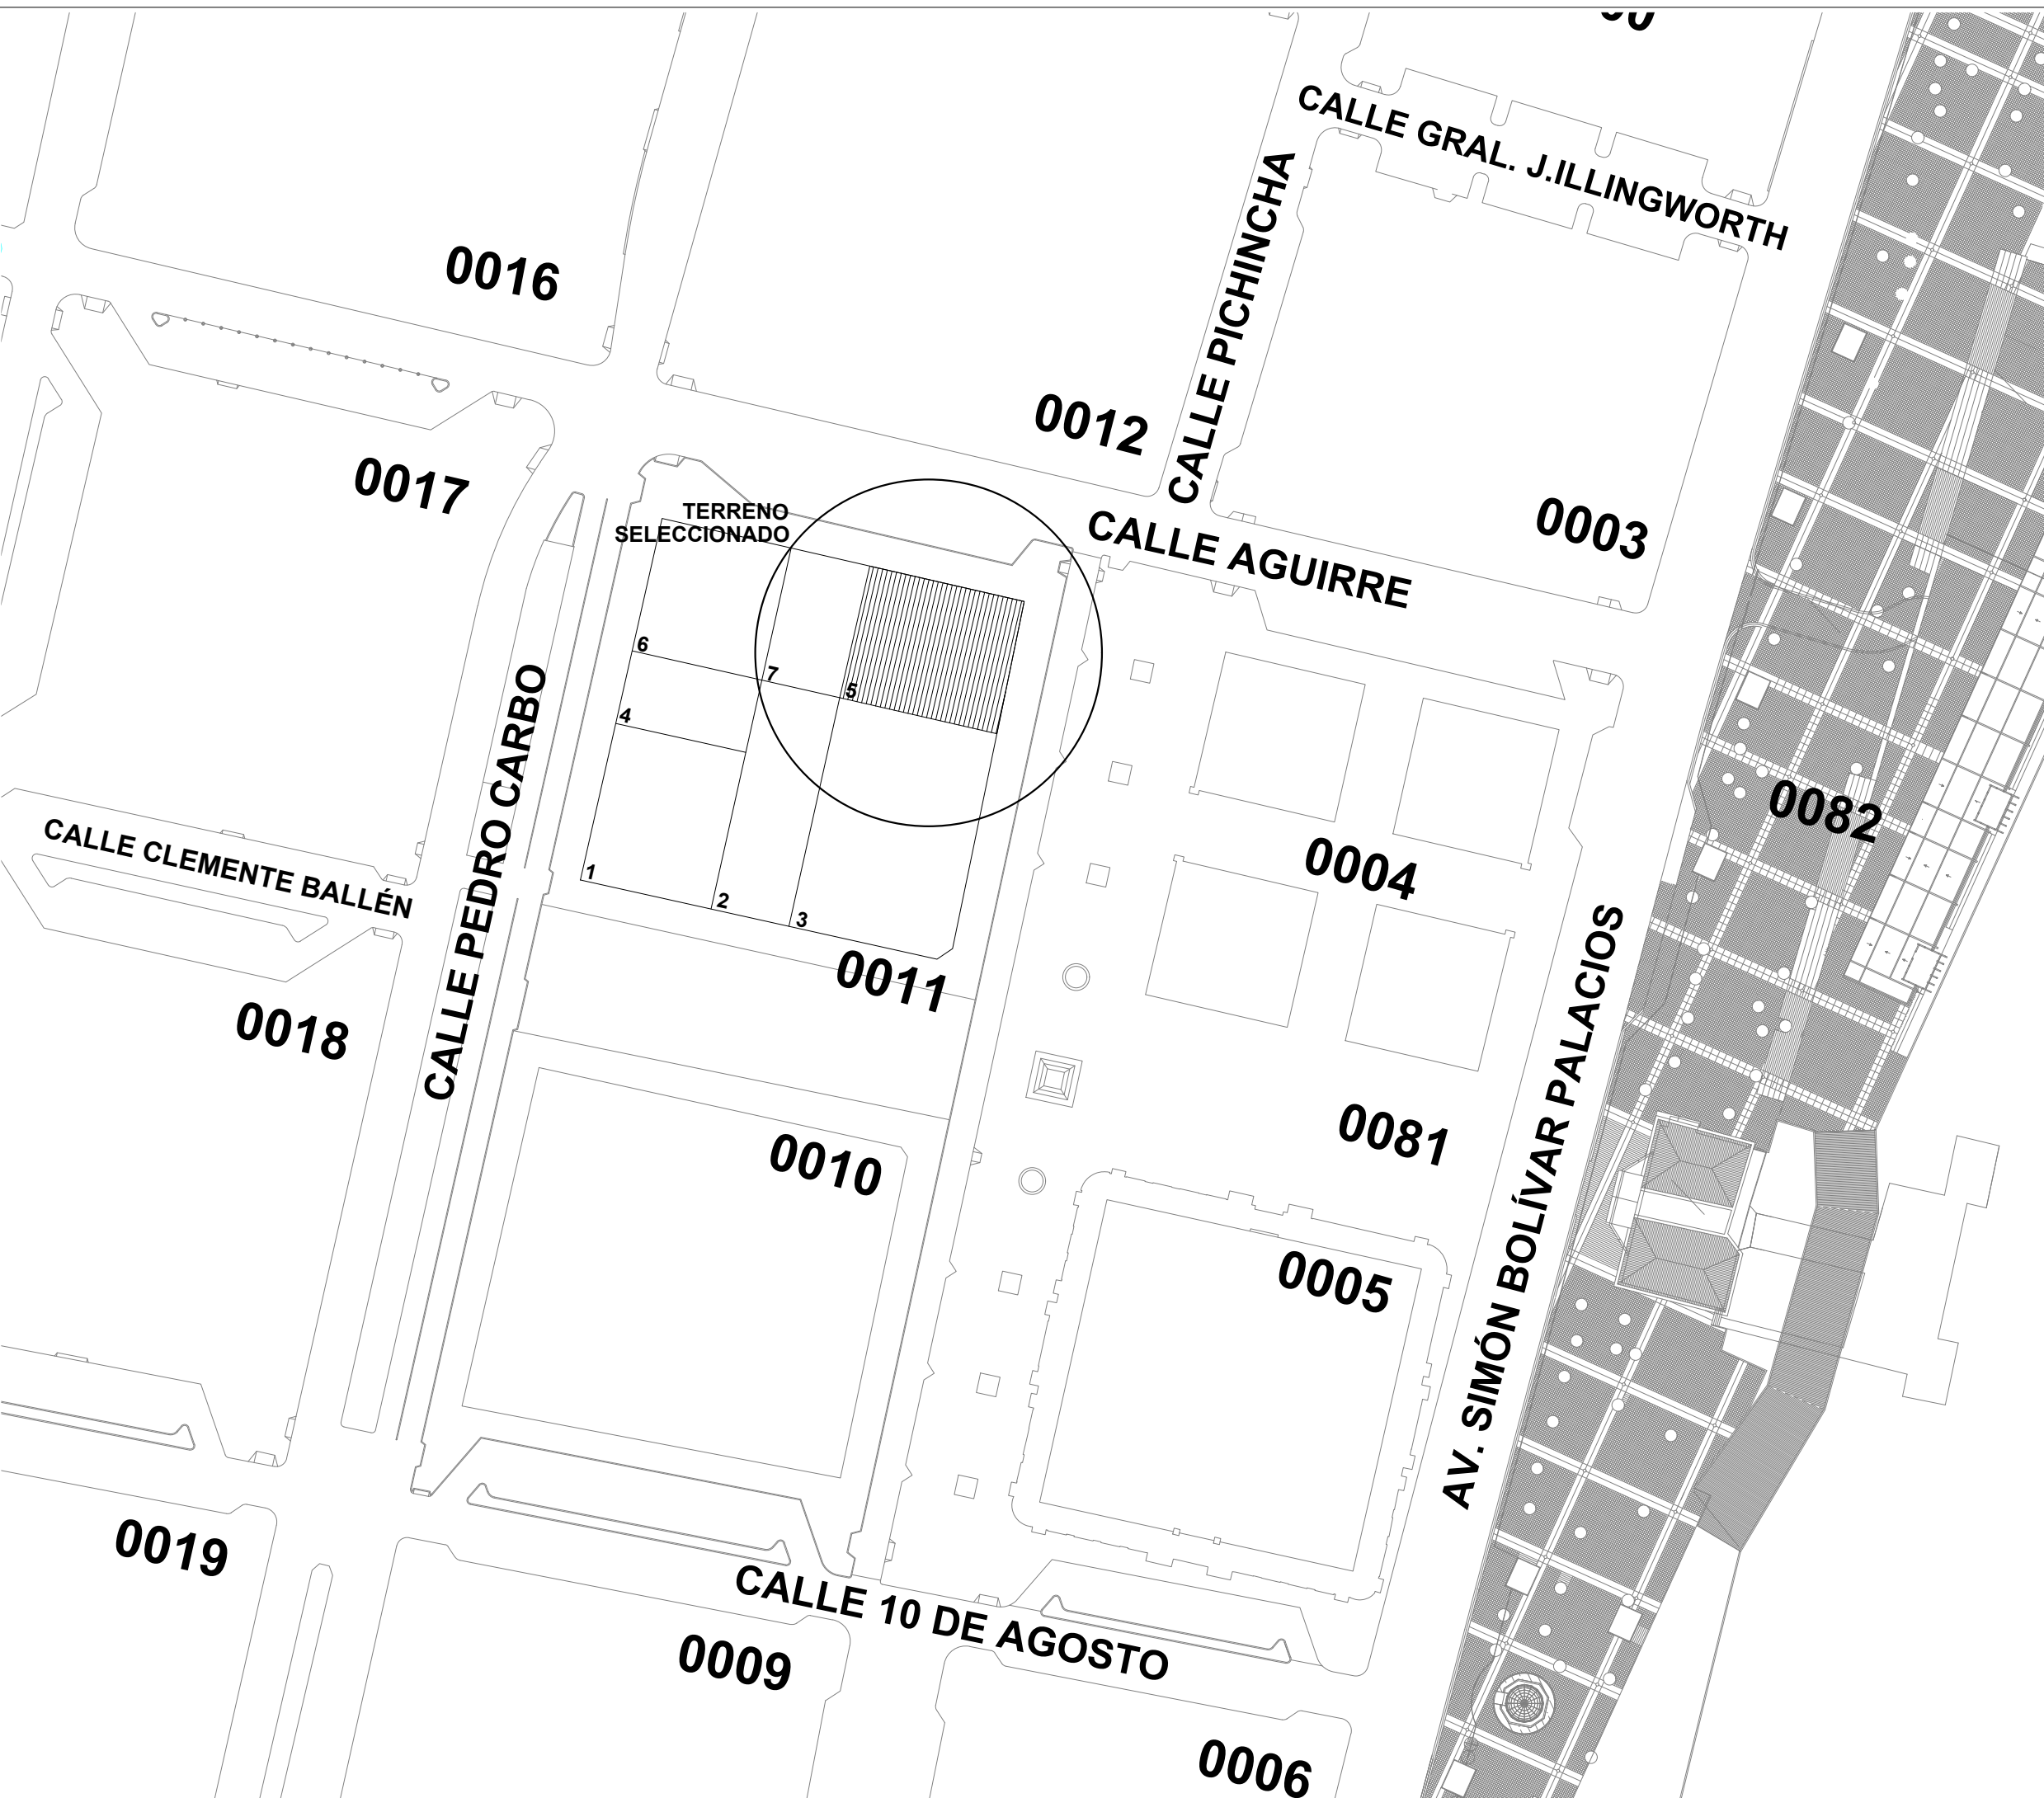 90
CALLE GRAL. J.ILLINGWORTH
CALLE PICHINCHA
0016
0012
0017
0003
TERRENO
SELECCIONADO
CALLE AGUIRRE
6
7
5
4
CALLE PEDRO CARBO
0082
CALLE CLEMENTE BALLÉN
0004
1
2
3
0011
0018
AV. SIMÓN BOLÍVAR PALACIOS
0081
0010
0005
0019
CALLE 10 DE AGOSTO
0009
0006